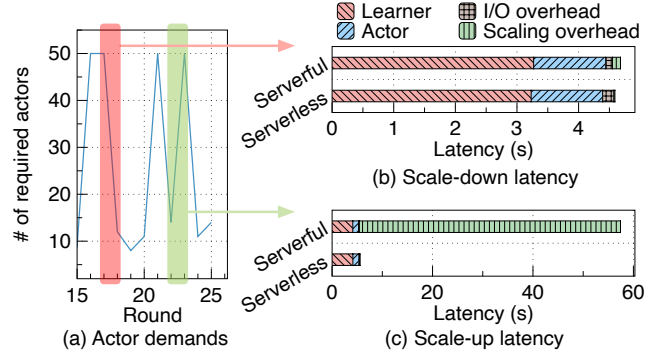 Learner
I/O overhead
Actor
Scaling overhead
# of required actors
50
40
30
20
10
15
20
25
Round
(a) Actor demands
Serverful
Serverless
0
1
2
3
4
Latency (s)
(b) Scale-down latency
Serverful
Serverless
0
20
40
60
Latency (s)
(c) Scale-up latency